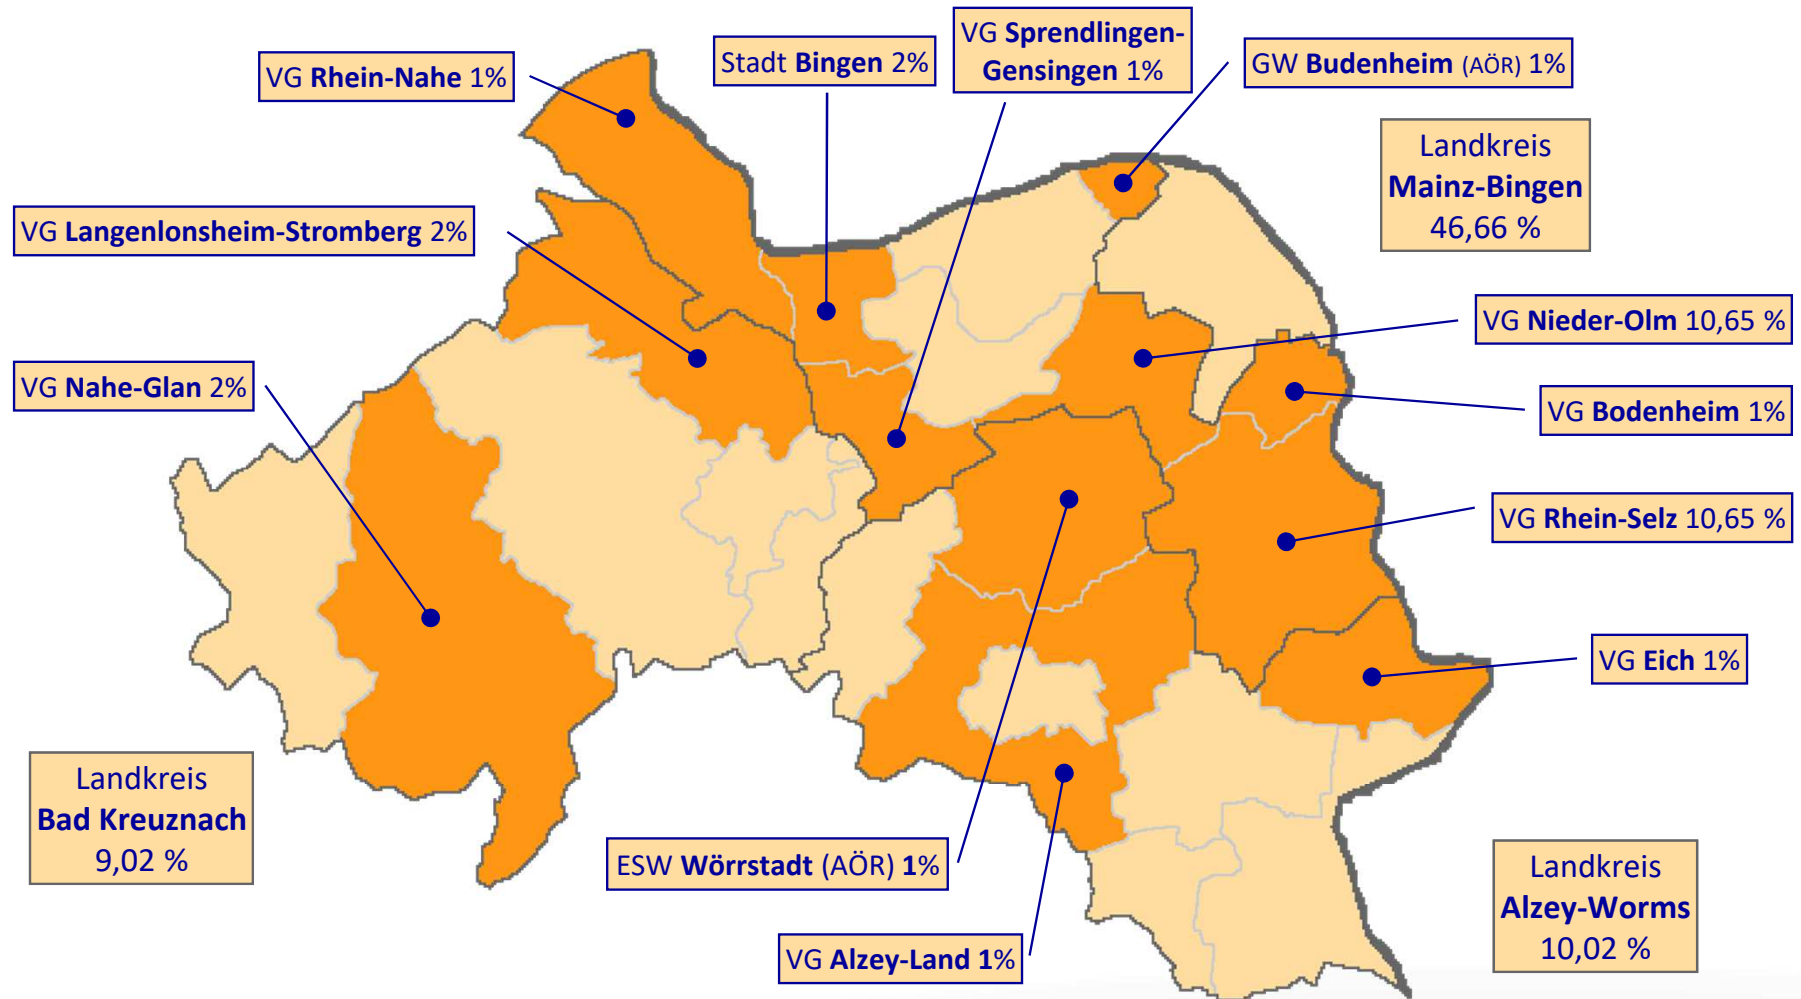 VG Rhein-Nahe 1%
Stadt Bingen 2%
VG Sprendlingen-
Gensingen 1%
GW Budenheim (AÖR) 1%
Landkreis
Mainz-Bingen
46,66 %
VG Langenlonsheim-Stromberg 2%
VG Nieder-Olm 10,65 %
VG Nahe-Glan 2%
VG Bodenheim 1%
VG Rhein-Selz 10,65 %
VG Eich 1%
Landkreis
Bad Kreuznach
9,02 %
ESW Wörrstadt (AÖR) 1%
Landkreis
Alzey-Worms
10,02 %
VG Alzey-Land 1%